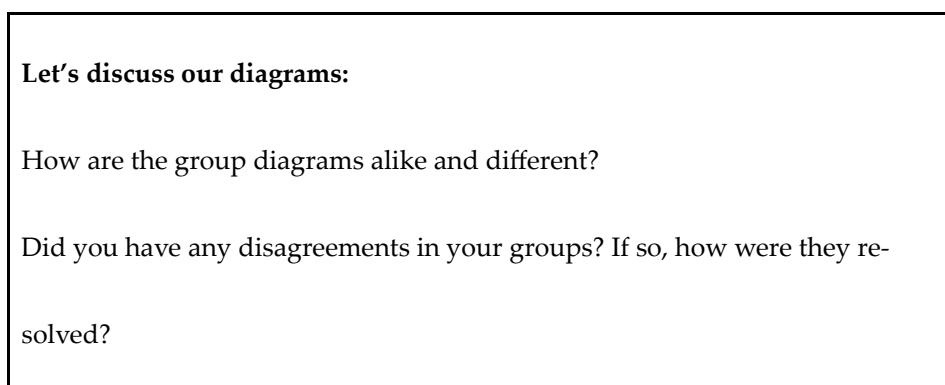 Let’s discuss our diagrams:
How are the group diagrams alike and different?
Did you have any disagreements in your groups? If so, how were they re-
solved?